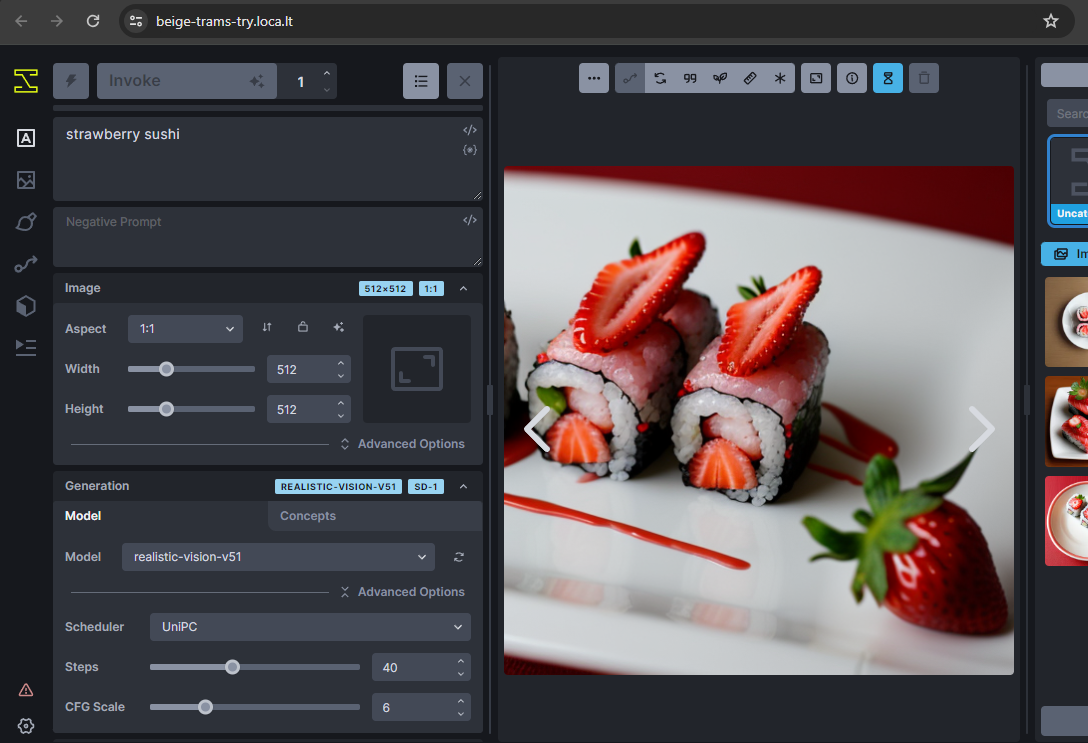 beige-trams-try.loca.lt
Invoke
1
strawberry sushi
Negative Prompt
Image
512×512
1:1
Aspect
1:1
Width
512
Height
512
Advanced Options
Generation
REALISTIC-VISION-V51
SD-1
Model
Concepts
Model
realistic-vision-v51
Advanced Options
Scheduler
UniPC
Steps
40
CFG Scale
6
Searc
Uncat
Im